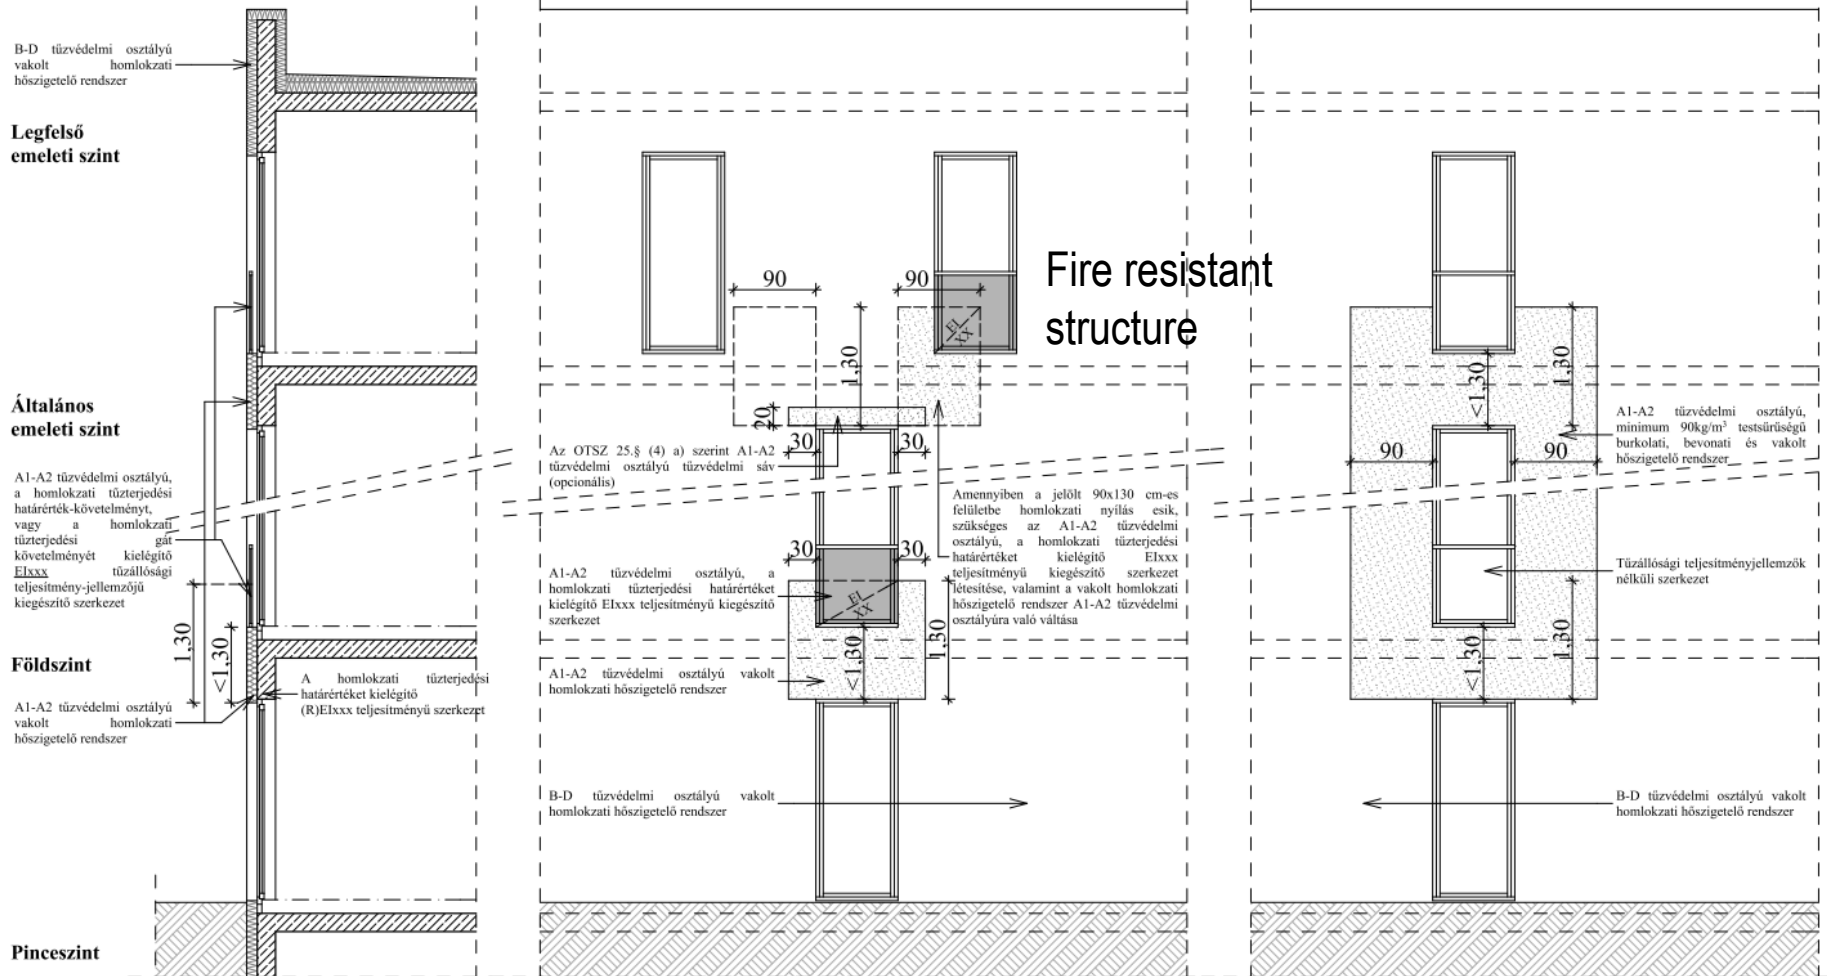 B-D tűzvédelmi osztályú
vakolt homlokzati
hőszigetelő rendszer
Legfelső
emeleti szint
Általános
emeleti szint
A1-A2 tűzvédelmi osztályú,
a homlokzati tűzterjedési
határérték-követelményt,
vagy a homlokzati
tűzterjedési gát
követelményét kielégítő
EIxxx tűzállósági
teljesítmény-jellemzőjű
kiegészítő szerkezet
1,30
<1,30
Földszint
A1-A2 tűzvédelmi osztályú
vakolt homlokzati
hőszigetelő rendszer
A homlokzati tűzterjedési
határértéket kielégítő
(R)EIxxx teljesítményű szerkezet
Pinceszint
90
90
Fire resistant
structure
EI
XX
1,30
20
30
30
Az OTSZ 25.§ (4) a) szerint A1-A2
tűzvédelmi osztályú tűzvédelmi sáv
(opcionális)
Amennyiben a jelölt 90x130 cm-es
felületbe homlokzati nyílás esik,
szükséges az A1-A2 tűzvédelmi
osztályú, a homlokzati tűzterjedési
határértéket kielégítő EIxxx
teljesítményű kiegészítő szerkezet
létesítése, valamint a vakolt homlokzati
hőszigetelő rendszer A1-A2 tűzvédelmi
osztályúra való váltása
30
30
A1-A2 tűzvédelmi osztályú, a
homlokzati tűzterjedési határértéket
kielégítő EIxxx teljesítményű kiegészítő
szerkezet
EI
XX
<1,30
1,30
A1-A2 tűzvédelmi osztályú vakolt
homlokzati hőszigetelő rendszer
B-D tűzvédelmi osztályú vakolt
homlokzati hőszigetelő rendszer
<1,30
1,30
90
90
A1-A2 tűzvédelmi osztályú,
minimum 90kg/m³ testsűrűségű
burkolati, bevonati és vakolt
hőszigetelő rendszer
Tűzállósági teljesítményjellemzők
nélküli szerkezet
<1,30
1,30
B-D tűzvédelmi osztályú vakolt
homlokzati hőszigetelő rendszer